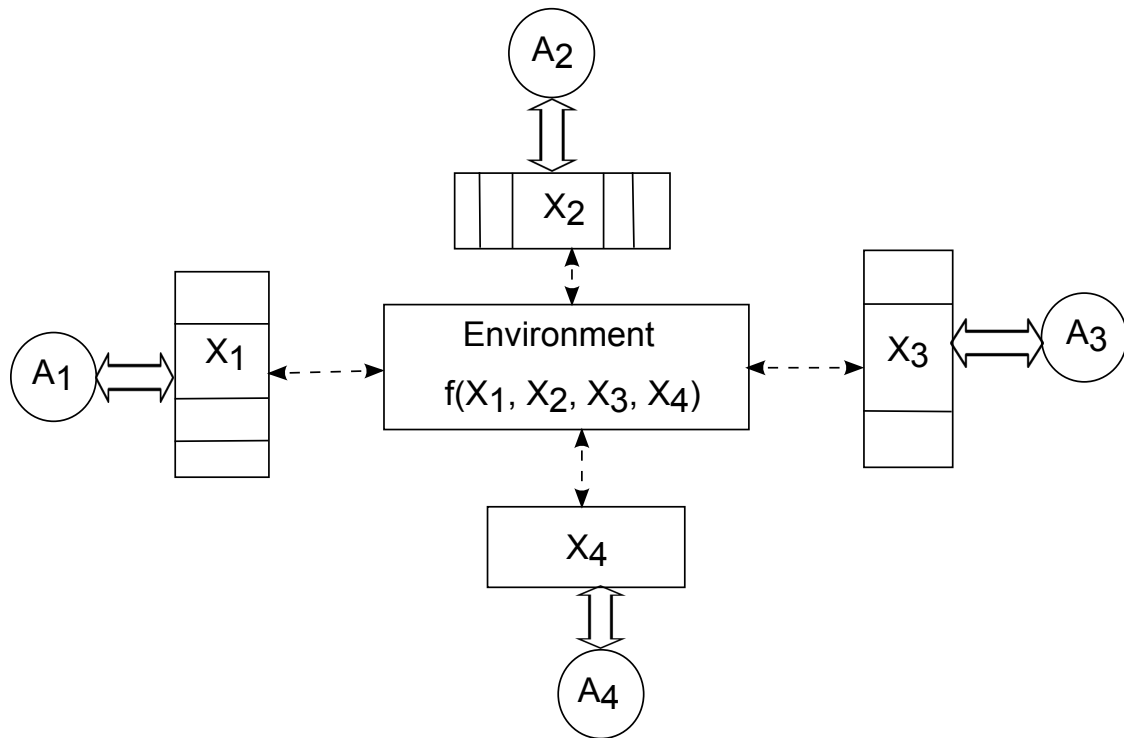 A2
X2
Environment
f(X1, X2, X3, X4)
X1
A1
X3
A3
X4
A4